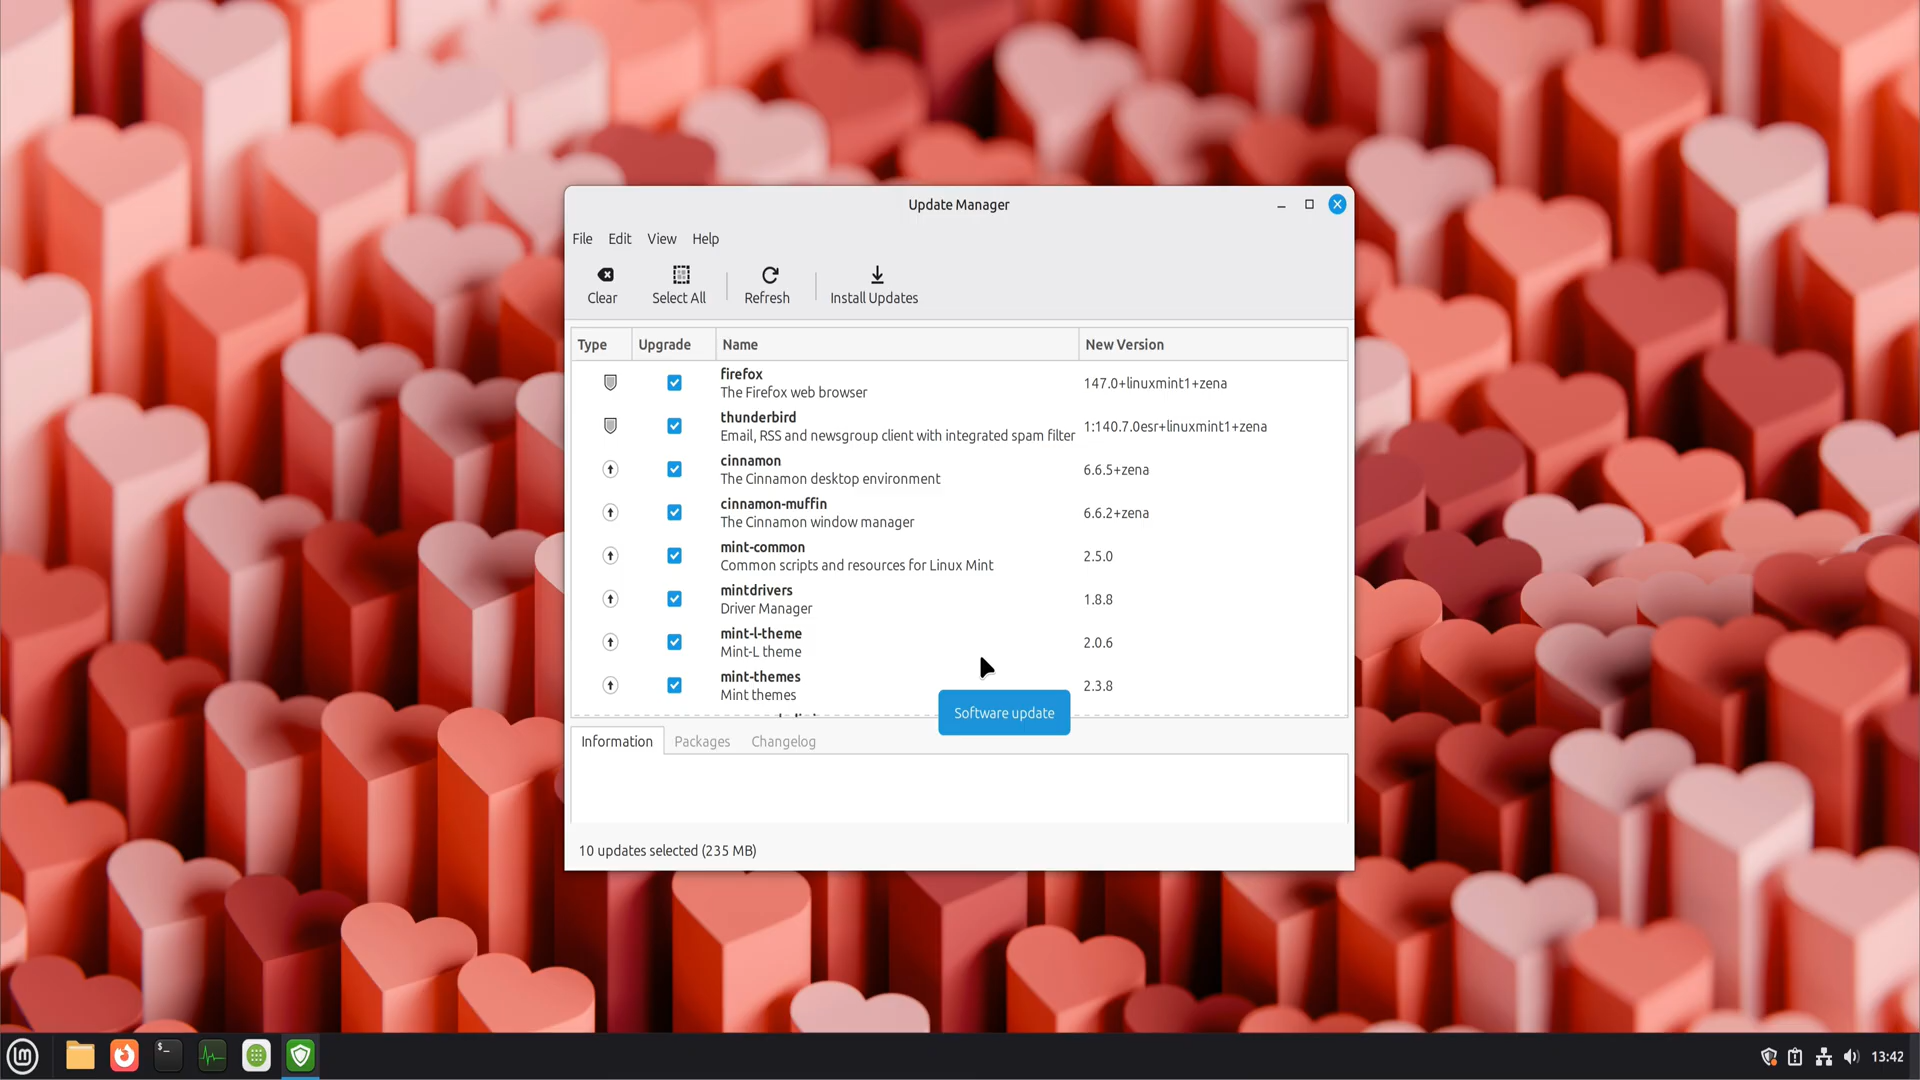 Update Manager
File Edit View Help
Clear Select All Refresh Install Updates
Type Upgrade Name New Version
firefox
The Firefox web browser
147.0+linuxmint1+zena
thunderbird
Email, RSS and newsgroup client with integrated spam filter
1:140.7.0esr+linuxmint1+zena
cinnamon
The Cinnamon desktop environment
6.6.5+zena
cinnamon-muffin
The Cinnamon window manager
6.6.2+zena
mint-common
Common scripts and resources for Linux Mint
2.5.0
mintdrivers
Driver Manager
1.8.8
mint-l-theme
Mint-L theme
2.0.6
mint-themes
Mint themes
2.3.8
Software update
Information Packages Changelog
10 updates selected (235 MB)
13:42